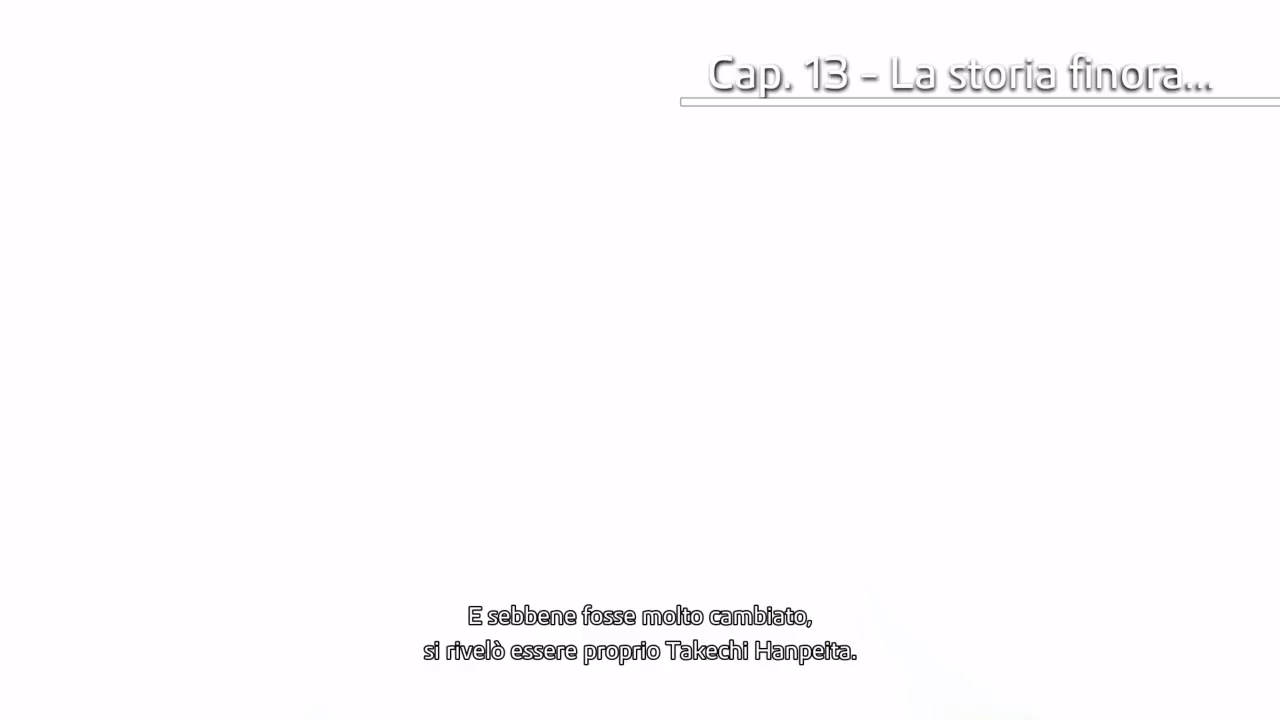 Cap. 13 - La storia finora...
E sebbene fosse molto cambiato,
si rivelò essere proprio Takechi Hanpeita.